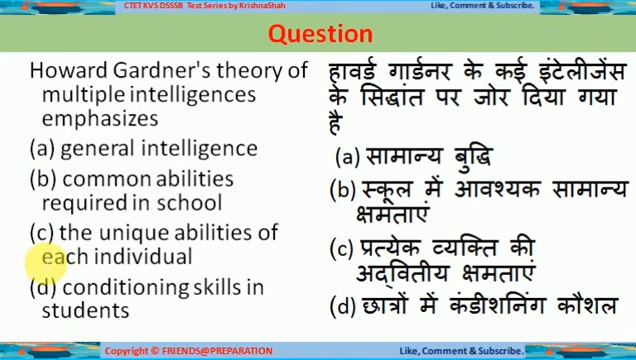 CTET KVS DSSSB Test Series by KrishnaShah
Like, Comment & Subscribe.
Question
Howard Gardner's theory of
multiple intelligences
emphasizes
(a) general intelligence
(b) common abilities
required in school
(c) the unique abilities of
each individual
(d) conditioning skills in
students
हावर्ड गार्डनर के कई इंटेलीजेंस
के सिद्धांत पर जोर दिया गया
है
(a) सामान्य बुद्धि
(b) स्कूल में आवश्यक सामान्य
क्षमताएं
(c) प्रत्येक व्यक्ति की
अद्वितीय क्षमताएं
(d) छात्रों में कंडीशनिंग कौशल
Copyright © FRIENDS@PREPARATION
Like, Comment & Subscribe.